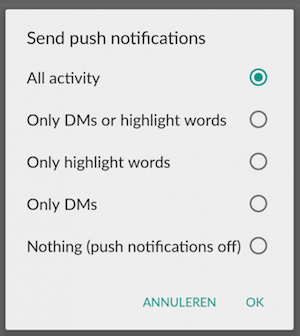 Send push notifications
All activity
Only DMs or highlight words
Only highlight words
Only DMs
Nothing (push notifications off)
ANNULEREN OK